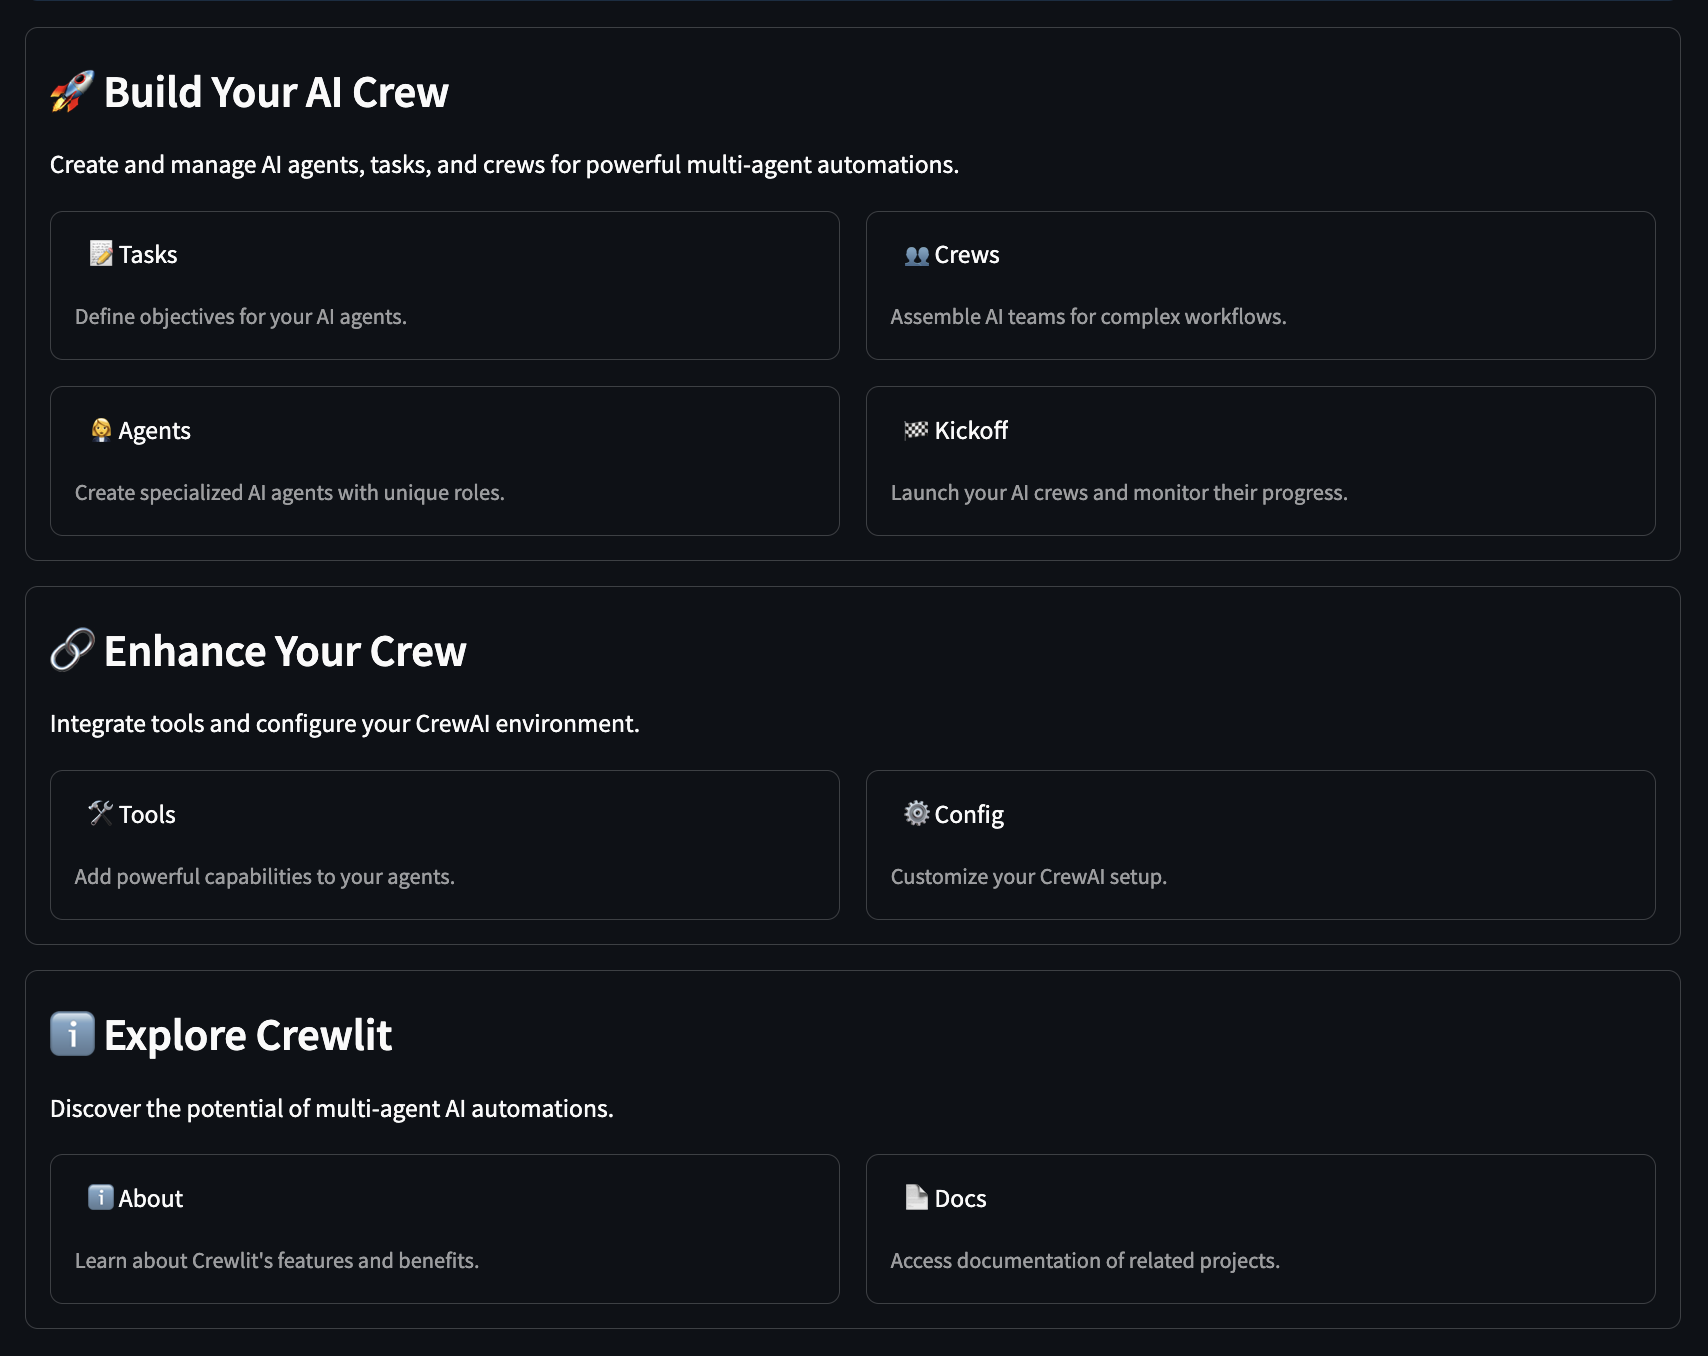 🚀 Build Your AI Crew
Create and manage AI agents, tasks, and crews for powerful multi-agent automations.
📝 Tasks
Define objectives for your AI agents.
👥 Crews
Assemble AI teams for complex workflows.
👩‍💼 Agents
Create specialized AI agents with unique roles.
🏁 Kickoff
Launch your AI crews and monitor their progress.
🔗 Enhance Your Crew
Integrate tools and configure your CrewAI environment.
🛠️ Tools
Add powerful capabilities to your agents.
⚙️ Config
Customize your CrewAI setup.
ℹ️ Explore Crewlit
Discover the potential of multi-agent AI automations.
ℹ️ About
Learn about Crewlit's features and benefits.
📄 Docs
Access documentation of related projects.